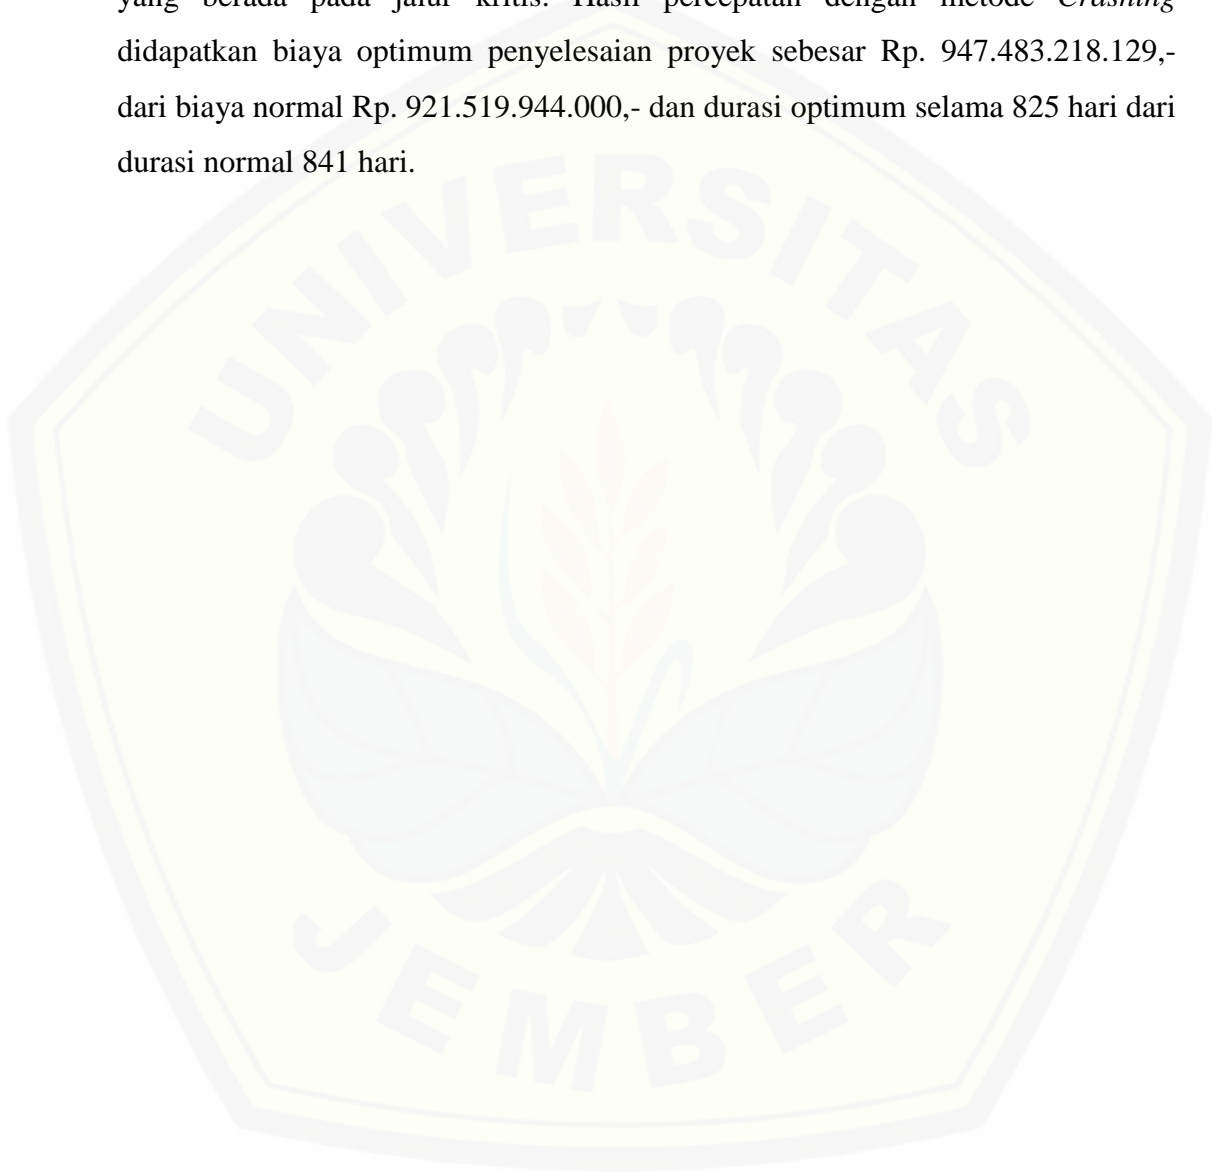 yang berada pada jalur kritis. Hasil percepatan dengan metode Crashing
didapatkan biaya optimum penyelesaian proyek sebesar Rp. 947.483.218.129,-
dari biaya normal Rp. 921.519.944.000,- dan durasi optimum selama 825 hari dari
durasi normal 841 hari.
UNIVERSITAS
JEMBER